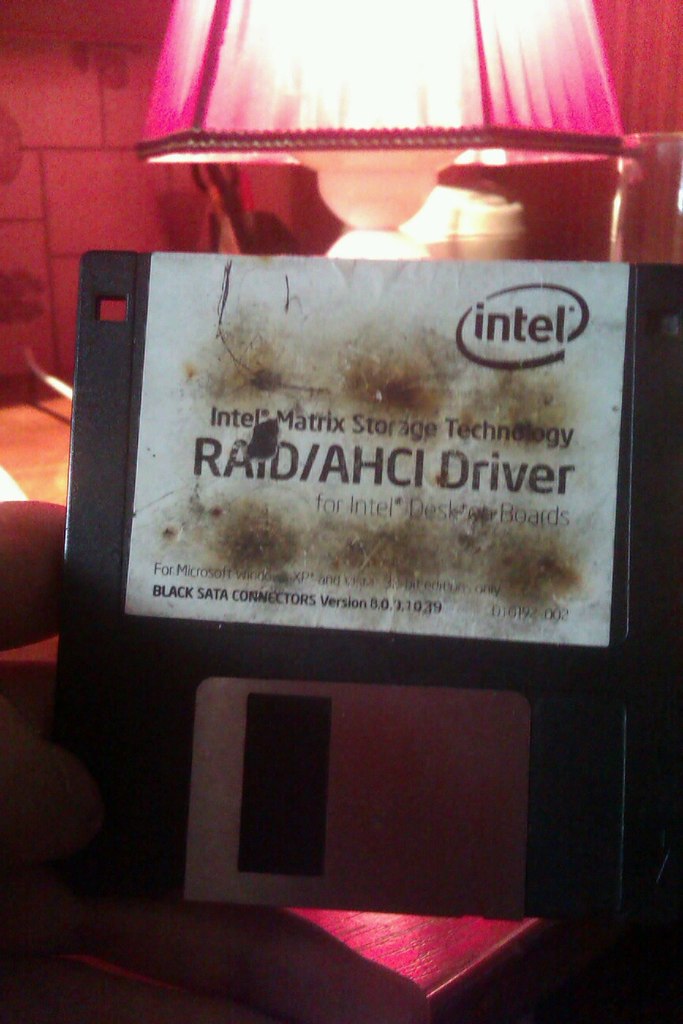 intel®
Intel® Matrix Storage Technology
RAID/AHCI Driver
for Intel® Desktop Boards
For Microsoft Windows XP* and Vista* 32-bit editions only
BLACK SATA CONNECTORS Version 8.0.0.1039